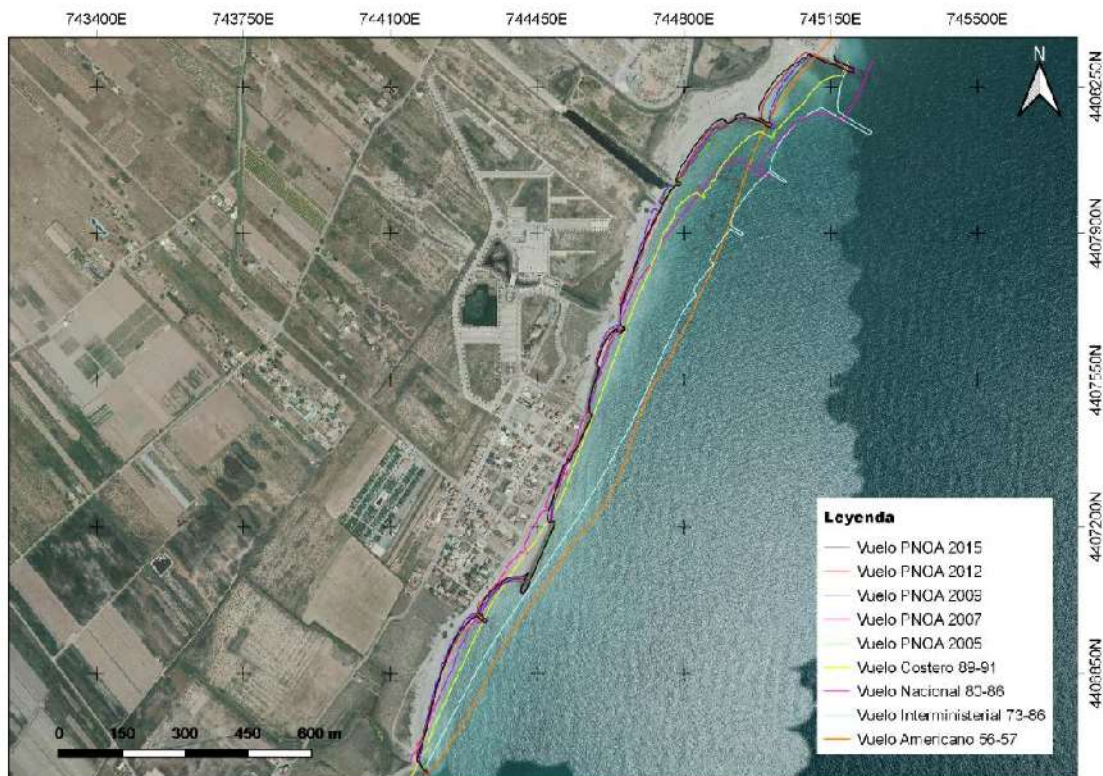 743400E 743750E 744100E 744450E 744800E 745150E 745500E
N
4408250N
4407900N
4407550N
4407200N
4406850N
Leyenda
Vuelo PNOA 2015
Vuelo PNOA 2012
Vuelo PNOA 2009
Vuelo PNOA 2007
Vuelo PNOA 2005
Vuelo Costero 89-91
Vuelo Nacional 80-86
Vuelo Interministerial 73-86
Vuelo Americano 56-57
0 150 300 450 600 m